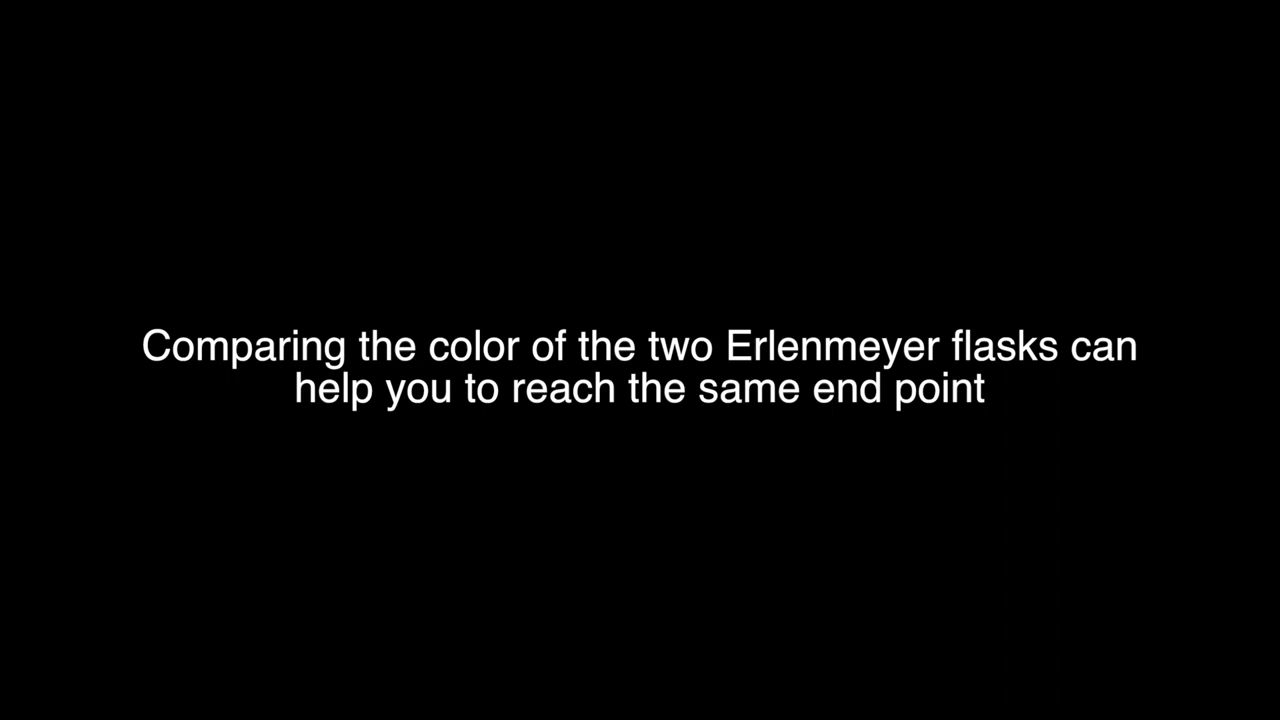 Comparing the color of the two Erlenmeyer flasks can
help you to reach the same end point